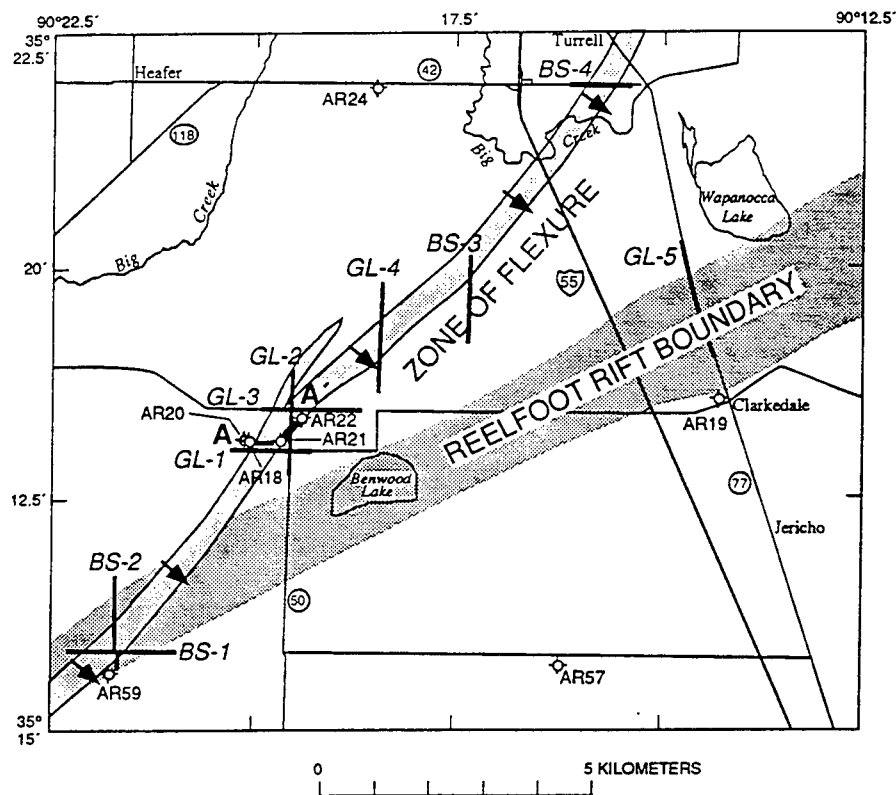 90° 22.5'
17.5'
90° 12.5'
35°
22.5'
Turrell
Heafer
42
BS-4
AR24
118
Big
Creek
Creek
Big
Wapanocca
Lake
BS-3
20'
GL-4
GL-5
55
ZONE OF FLEXURE
REELFOOT RIFT BOUNDARY
GL-2
A'
GL-3
AR20
AR22
A
AR21
AR19
Clarkedale
GL-1
AR18
Benwood
Lake
77
12.5'
Jericho
BS-2
50
BS-1
AR59
AR57
35°
15'
0
5 KILOMETERS